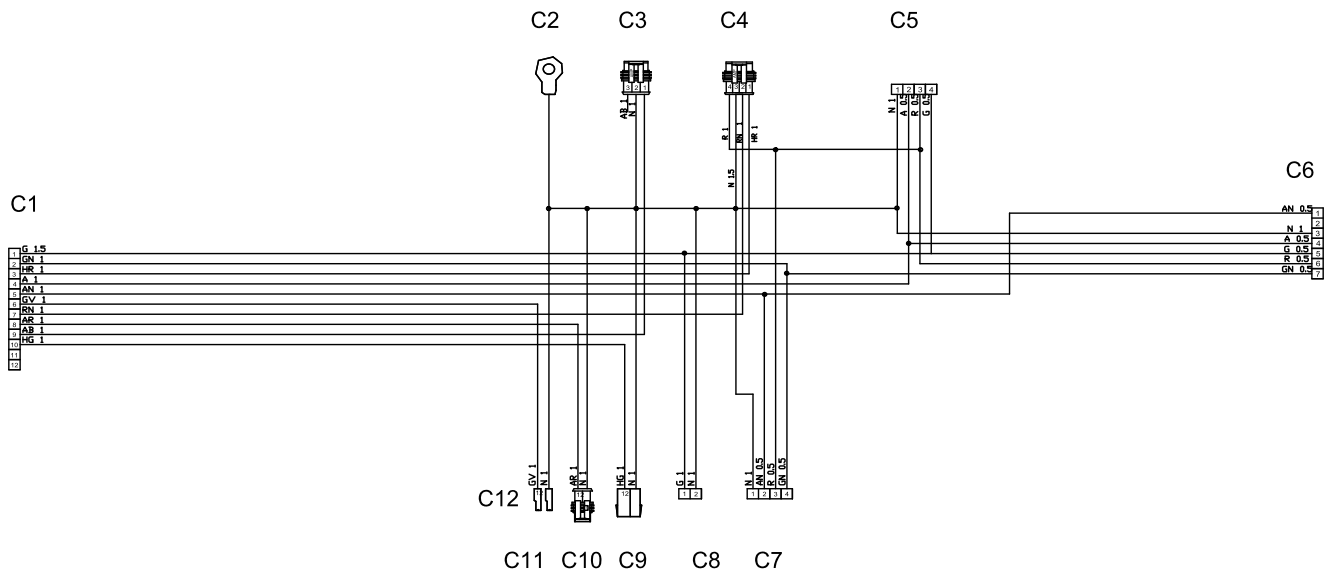 C2 C3 C4 C5
3 2 1
4 3 2 1
1 2 3 4
AB 1
N 1
R 1
RN 1
HR 1
N 1
A 0.5
R 0.5
G 0.5
N 1.5
C6
AN 0.5 1
2
N 1 3
A 0.5 4
G 0.5 5
R 0.5 6
GN 0.5 7
C1
1 G 1.5
2 GN 1
3 HR 1
4 A 1
5 AN 1
6 GV 1
7 RN 1
8 AR 1
9 AB 1
10 HG 1
11
12
GV 1
N 1
AR 1
N 1
HG 1
N 1
G 1
N 1
N 1
AN 0.5
R 0.5
GN 0.5
C12
12
12
12
1 2
1 2 3 4
C11 C10 C9 C8 C7